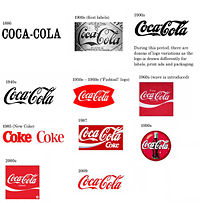 1886
COCA-COLA
1900s (first labels)
Coca-Cola
1900s
Coca-Cola
During this period, there are
dozens of logo variations as the
logo is drawn differently for
labels, print ads and packaging
1940s
Coca-Cola
1950s - 1960s ("Fishtail" logo)
Coca-Cola
1960s (wave is introduced)
Coca-Cola
1985 (New Coke)
Coke Coke
1987
Coca-Cola
Coke
1990s
Coca-Cola
2000s
Coca-Cola
2009
Coca-Cola